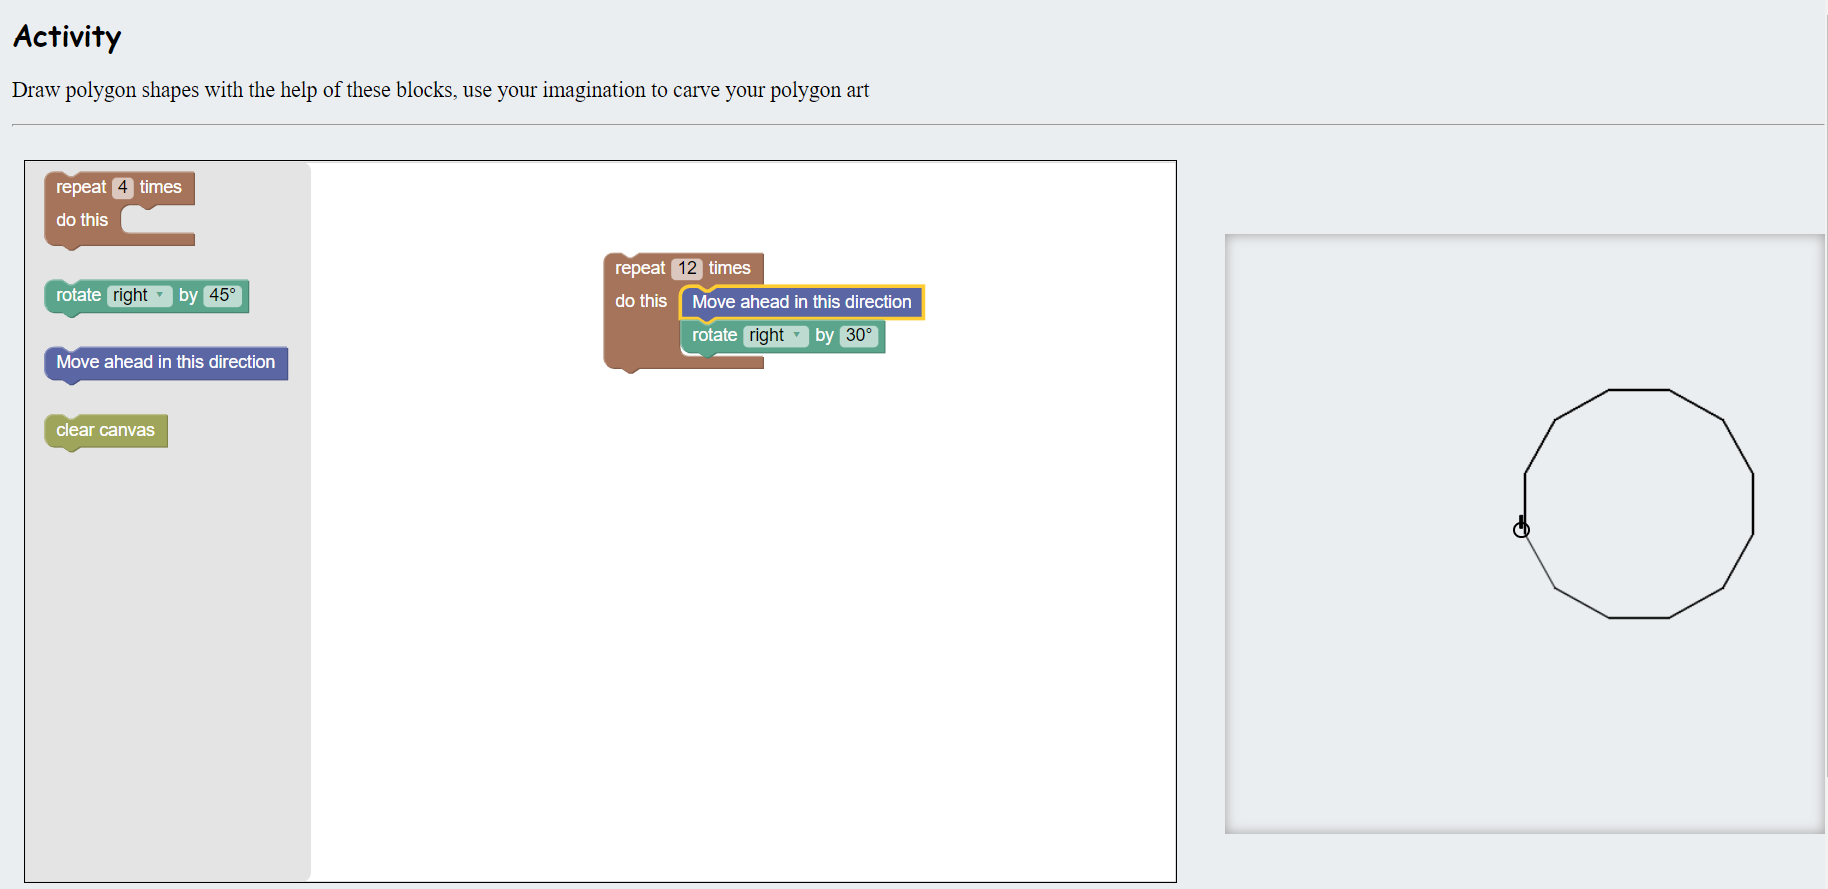 Activity
Draw polygon shapes with the help of these blocks, use your imagination to carve your polygon art
repeat 4 times
do this
rotate right by 45°
Move ahead in this direction
clear canvas
repeat 12 times
do this Move ahead in this direction
rotate right by 30°